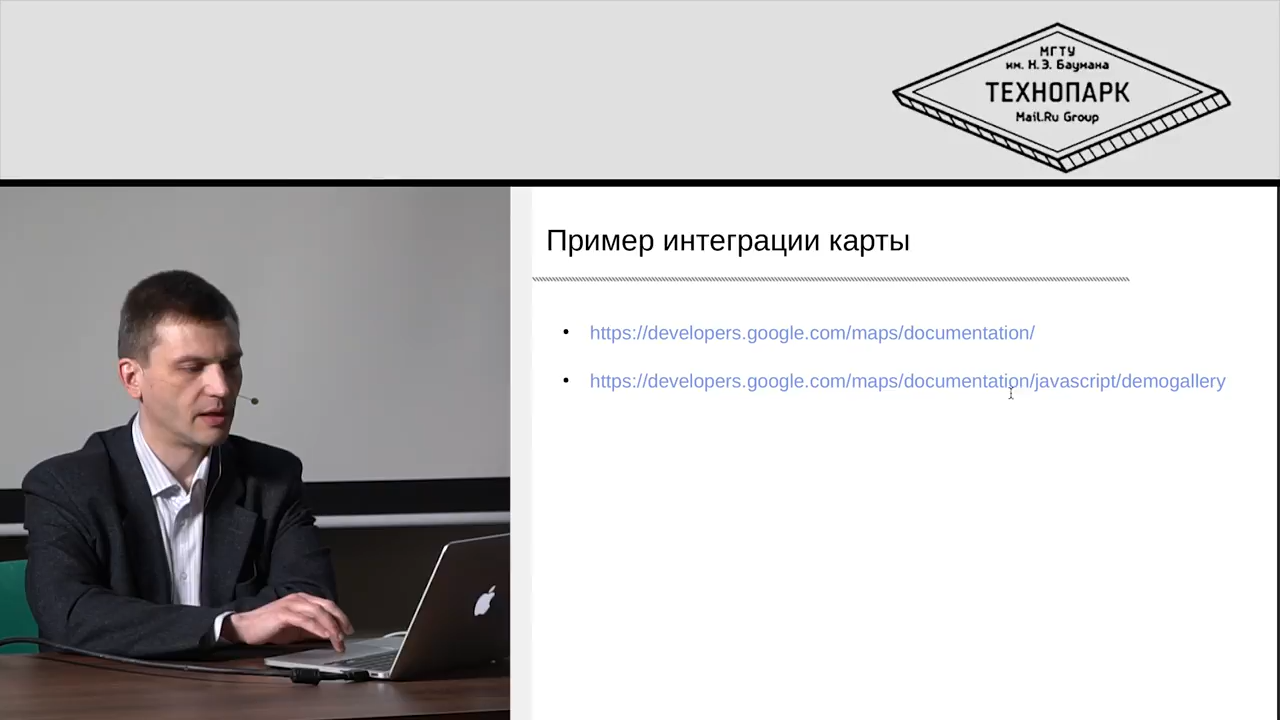 МГТУ
им. Н.Э. Баумана
ТЕХНОПАРК
Mail.Ru Group
Пример интеграции карты
https://developers.google.com/maps/documentation/
https://developers.google.com/maps/documentation/javascript/demogallery